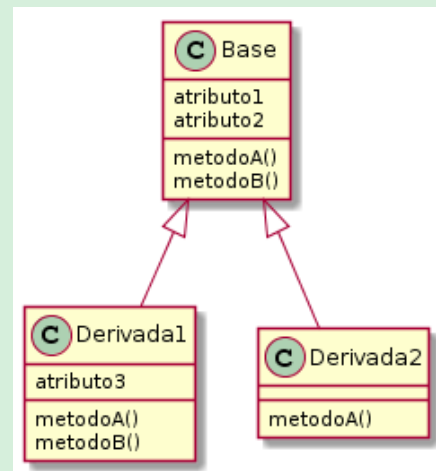 C Base
atributo1
atributo2
metodoA()
metodoB()
C Derivada1
atributo3
metodoA()
metodoB()
C Derivada2
metodoA()